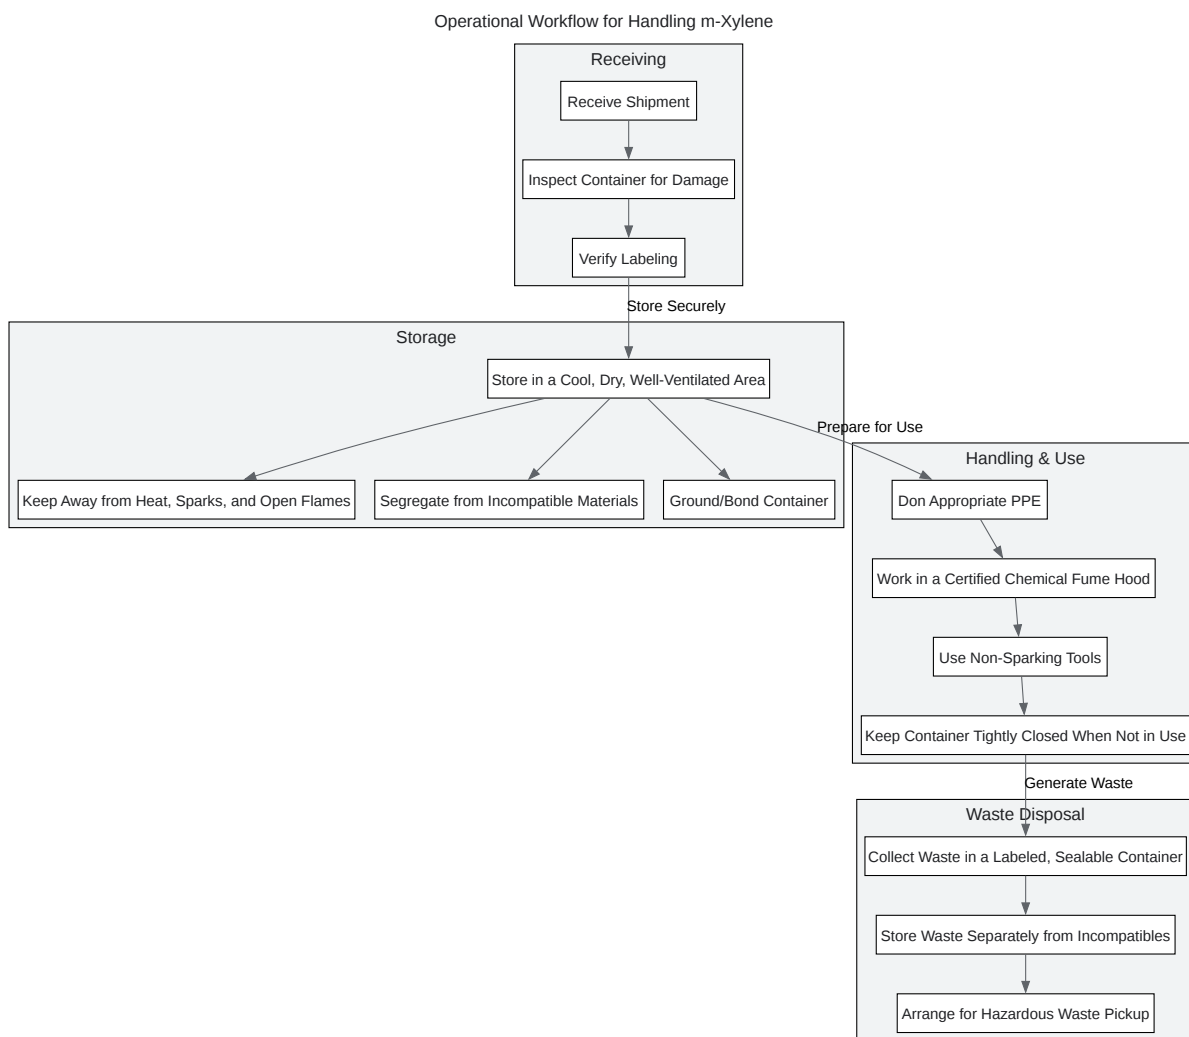 Operational Workflow for Handling m-Xylene
Receiving
Receive Shipment
Inspect Container for Damage
Verify Labeling
Store Securely
Storage
Store in a Cool, Dry, Well-Ventilated Area
Prepare for Use
Keep Away from Heat, Sparks, and Open Flames
Segregate from Incompatible Materials
Ground/Bond Container
Handling & Use
Don Appropriate PPE
Work in a Certified Chemical Fume Hood
Use Non-Sparking Tools
Keep Container Tightly Closed When Not in Use
Generate Waste
Waste Disposal
Collect Waste in a Labeled, Sealable Container
Store Waste Separately from Incompatibles
Arrange for Hazardous Waste Pickup